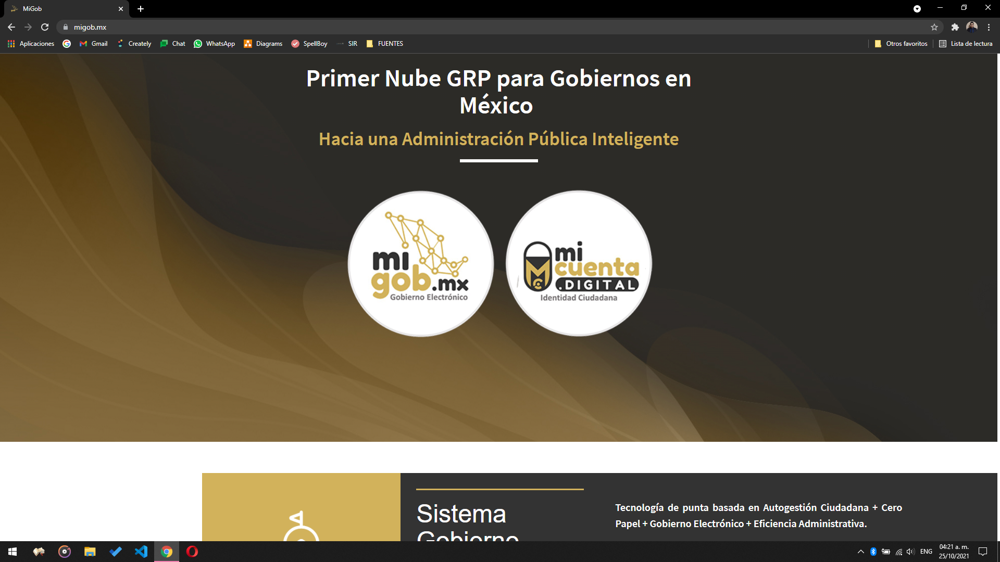 MiGob
migob.mx
Aplicaciones
Gmail
Creately
Chat
WhatsApp
Diagrams
SpellBoy
SIR
FUENTES
Otros favoritos
Lista de lectura
Primer Nube GRP para Gobiernos en
México
Hacia una Administración Pública Inteligente
mi
gob.mx
Gobierno Electrónico
mi
cuenta
.DIGITAL
Identidad Ciudadana
Sistema
Gobierno
Tecnología de punta basada en Autogestión Ciudadana + Cero
Papel + Gobierno Electrónico + Eficiencia Administrativa.
ENG
04:21 a. m.
25/10/2021